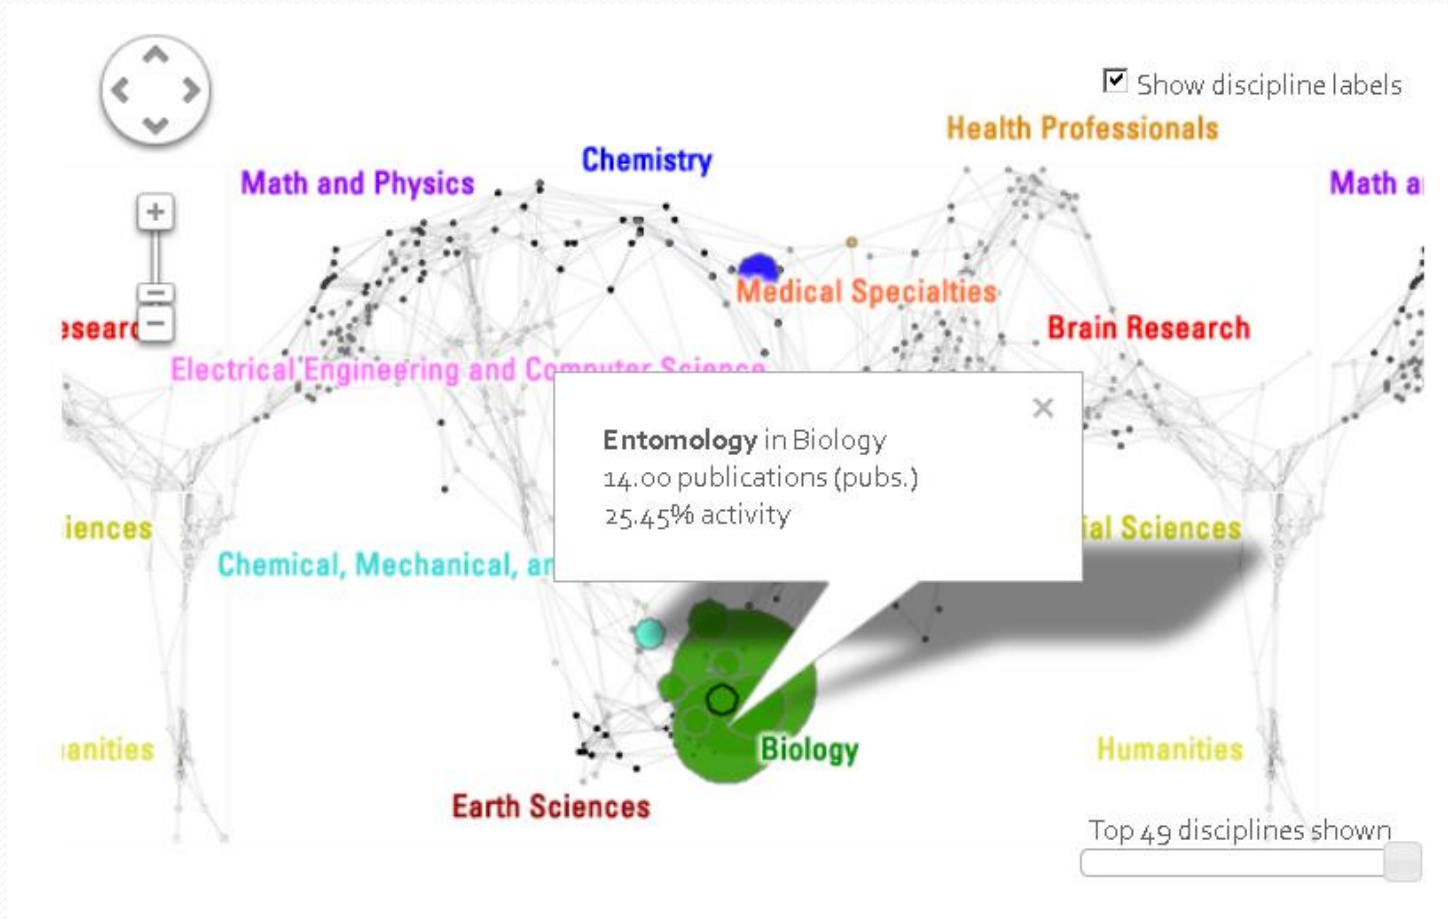 Show discipline labels
Health Professionals
Chemistry
Math and Physics
Math a
Medical Specialties
Brain Research
esearc
Electrical Engineering and Computer Science
Entomology in Biology
14.00 publications (pubs.)
25.45% activity
iences
ial Sciences
Chemical, Mechanical, an
anities
Biology
Humanities
Earth Sciences
Top 49 disciplines shown